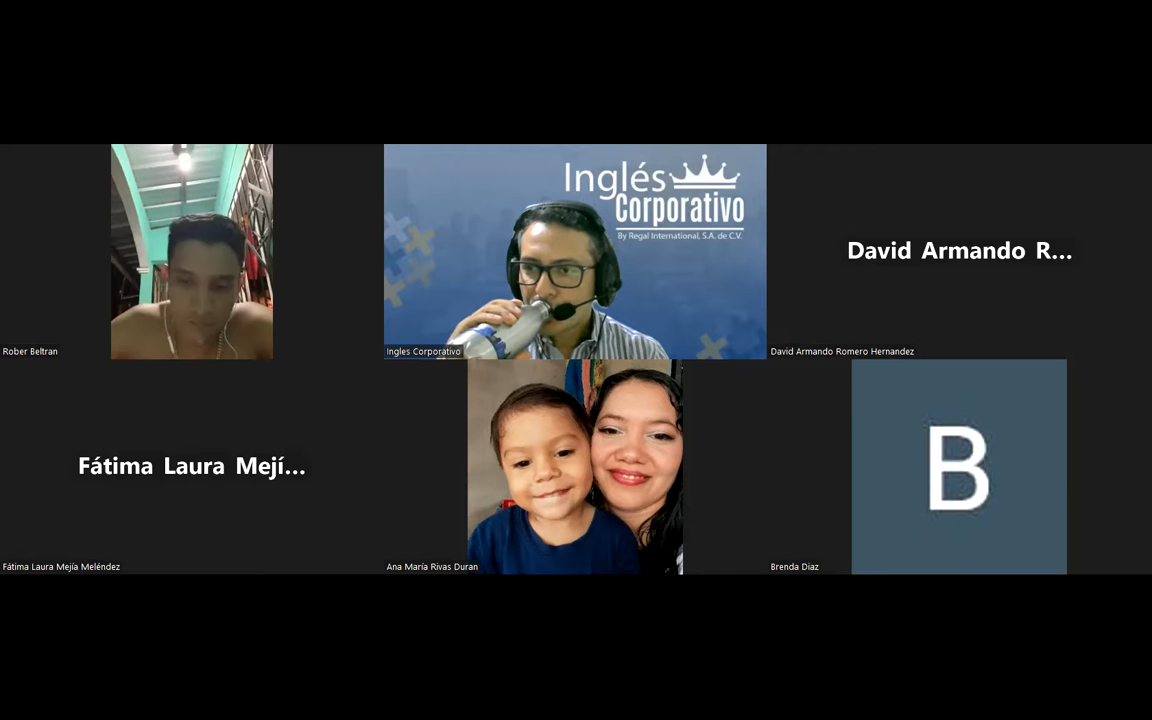 Inglés
Corporativo
By Regal International, S.A. de C.V.
David Armando R...
Rober Beltran
Ingles Corporativo
David Armando Romero Hernandez
Fátima Laura Mejí...
B
Fátima Laura Mejía Meléndez
Ana María Rivas Duran
Brenda Diaz